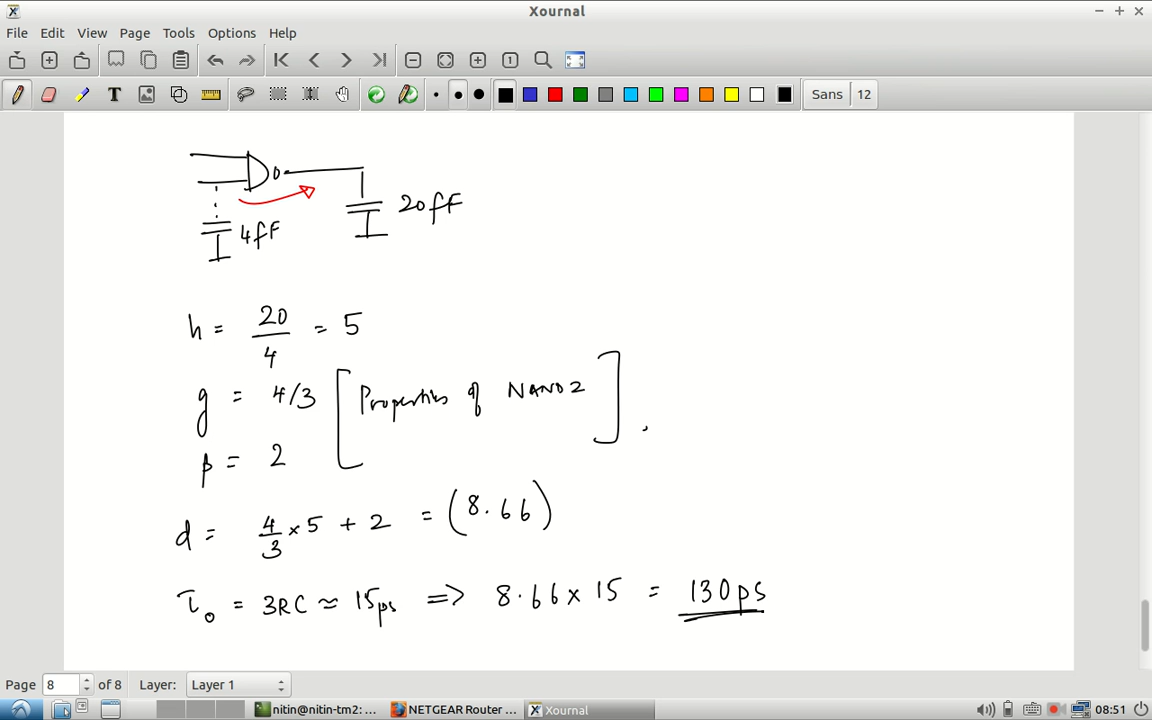 Xournal
File Edit View Page Tools Options Help
Sans 12
4fF
20fF
h = 20/4 = 5
g = 4/3 [Properties of NAND2]
p = 2
d = 4/3 × 5 + 2 = (8.66)
τ₀ = 3RC ≈ 15ps => 8.66 × 15 = 130ps
Page 8 of 8 Layer: Layer 1
nitin@nitin-tm2: ... NETGEAR Router ... Xournal 08:51